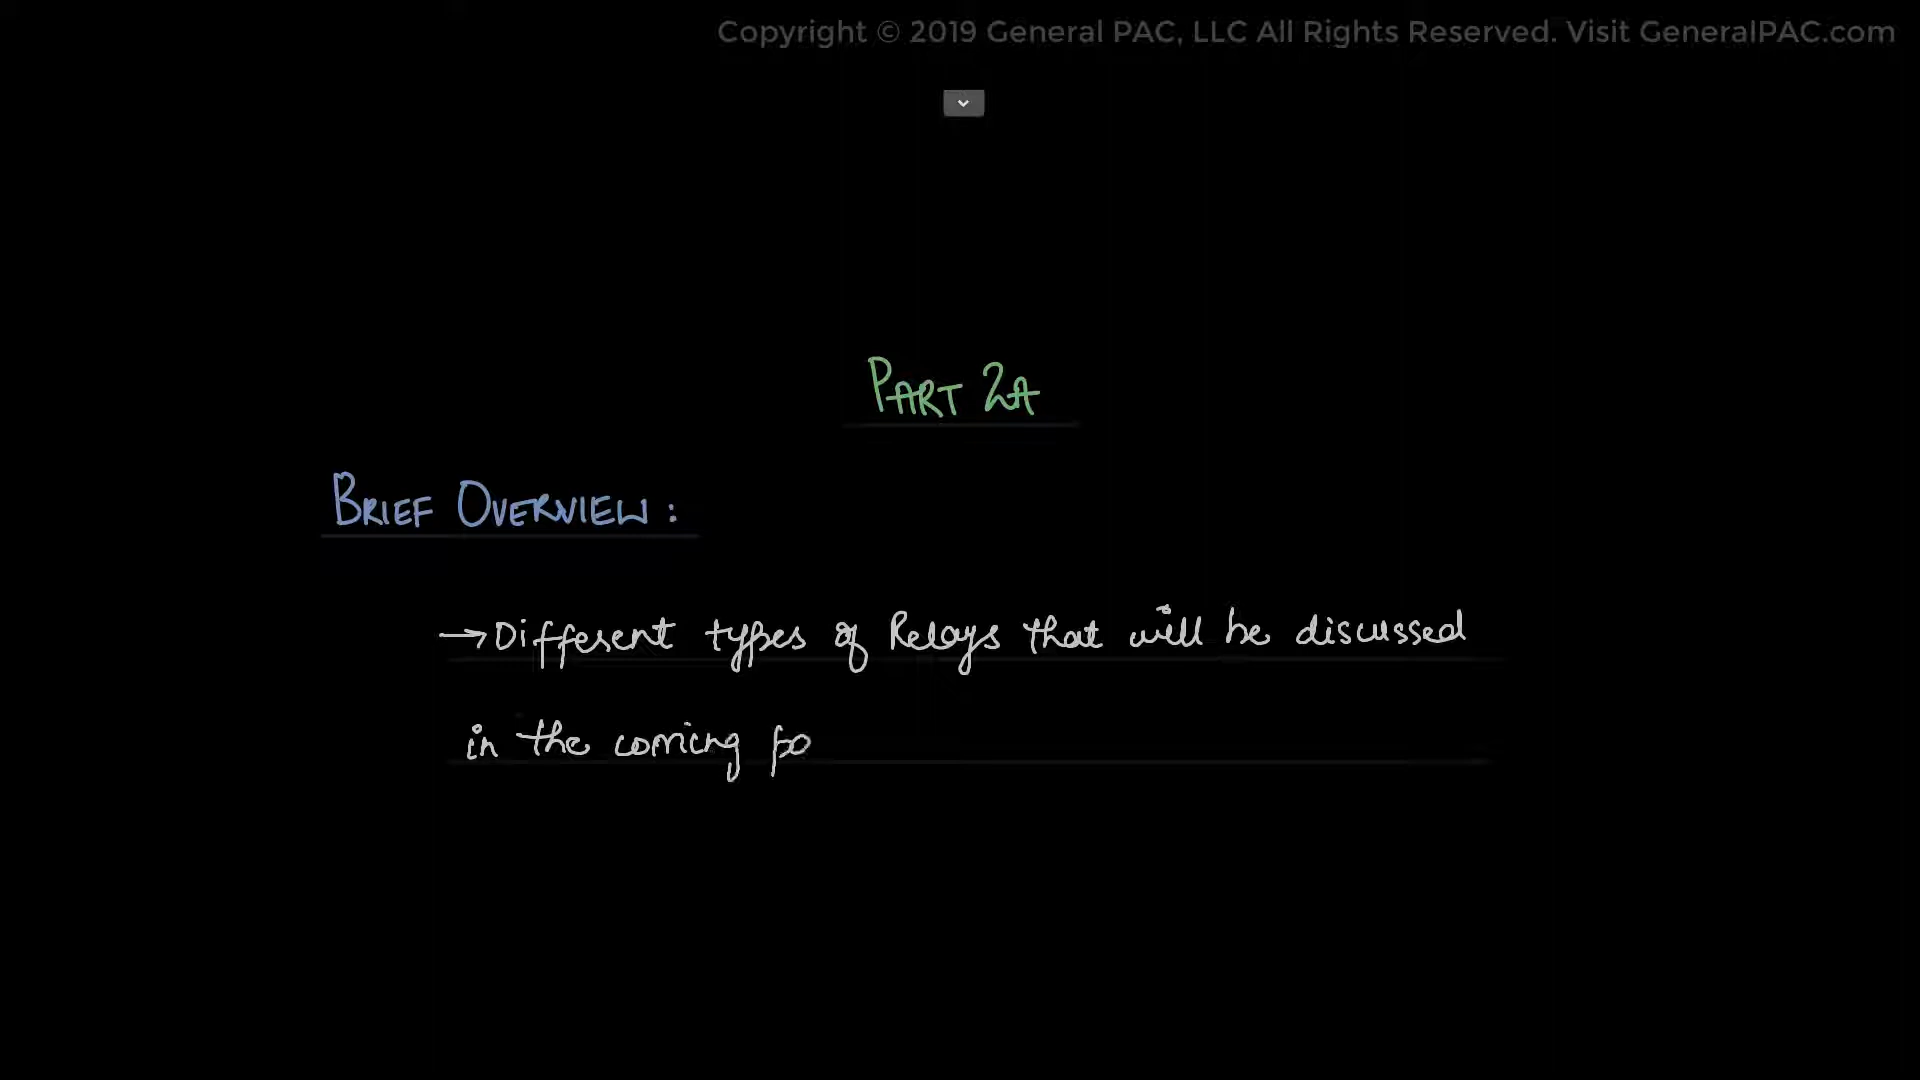 Copyright © 2019 General PAC, LLC All Rights Reserved. Visit GeneralPAC.com
PART 2A
BRIEF OVERVIEW:
→ Different types of Relays that will be discussed
in the coming po